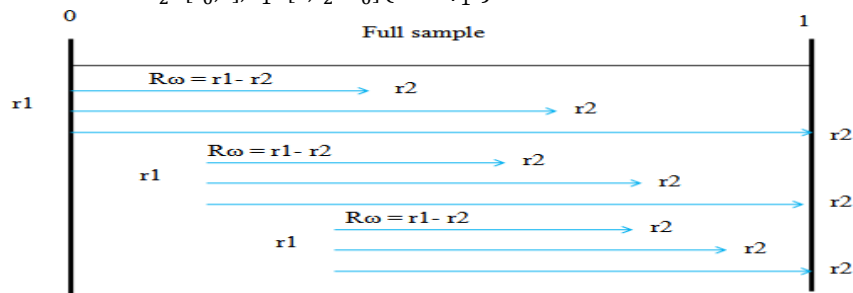 0
1
Full sample
Rω = r1- r2
r2
r1
r2
r2
Rω = r1- r2
r2
r1
r2
r2
Rω = r1- r2
r2
r1
r2
r2